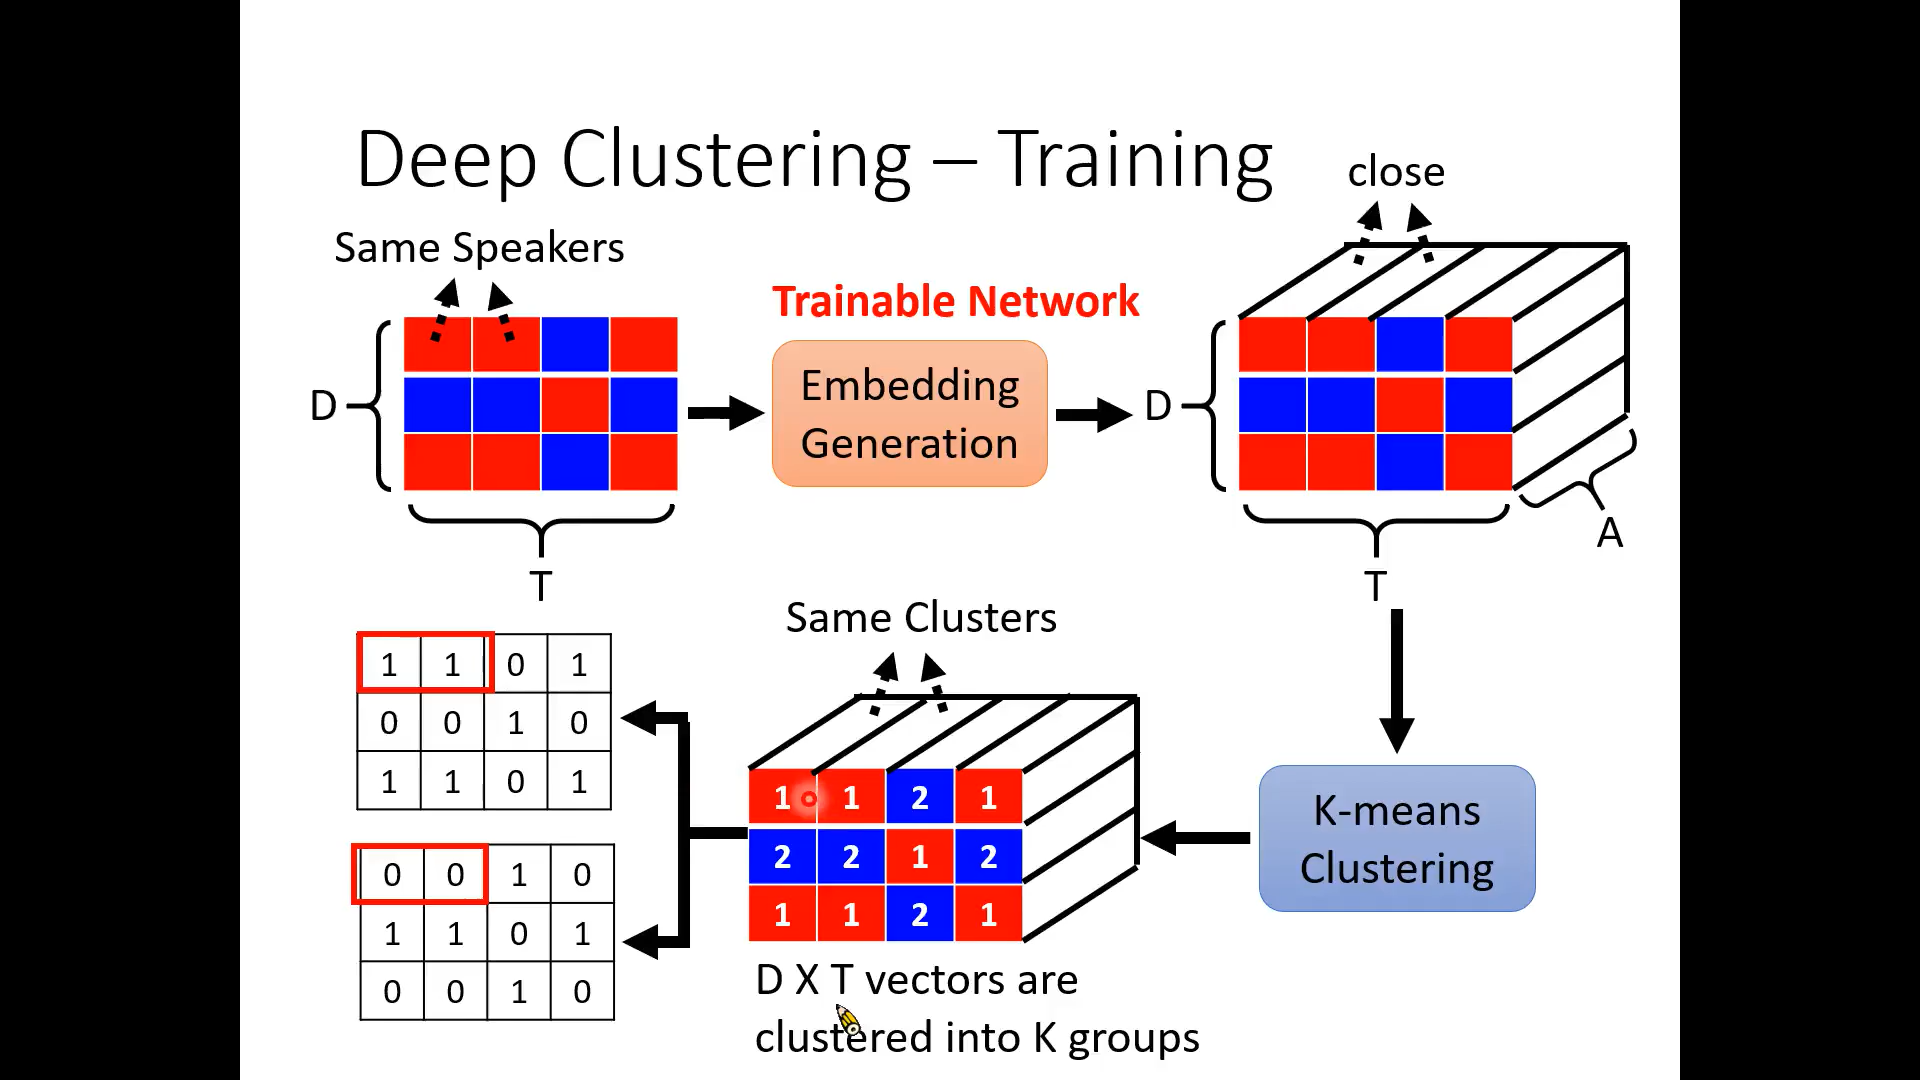 Deep Clustering – Training
close
Same Speakers
Trainable Network
Embedding
Generation
D
D
A
T
T
Same Clusters
1 1 0 1
0 0 1 0
1 1 0 1
1 1 2 1
2 2 1 2
1 1 2 1
K-means
Clustering
0 0 1 0
1 1 0 1
0 0 1 0
D X T vectors are
clustered into K groups